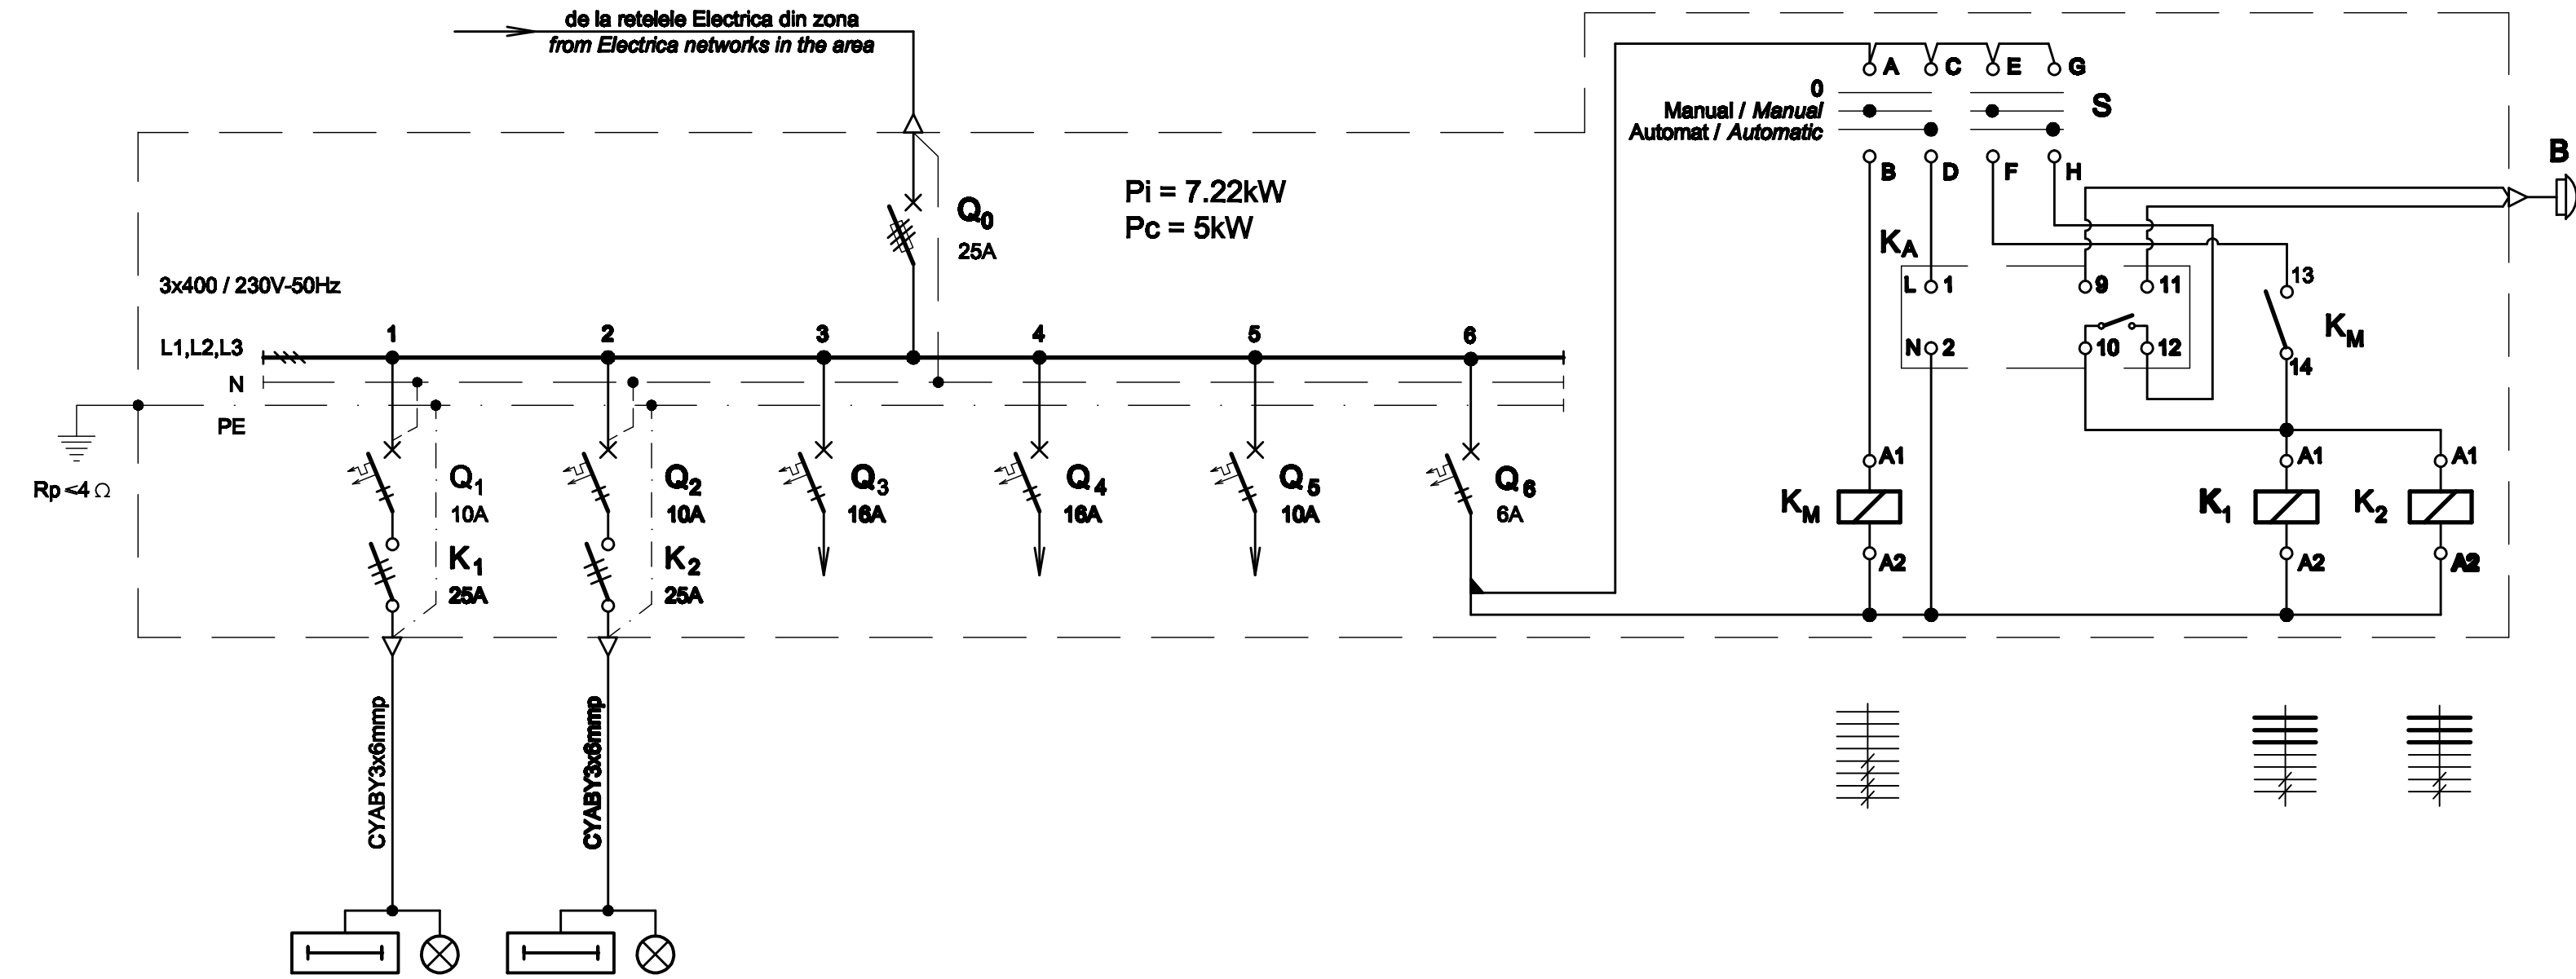 de la retelele Electrica din zona
from Electrica networks in the area
A C E G
0
Manual / Manual
Automat / Automatic
S
B D F H
B
Pi = 7.22kW
Pc = 5kW
Q0
25A
KA
3x400 / 230V-50Hz
L 1 9 11
13
KM
N 2 10 12
14
1 2 3 4 5 6
L1,L2,L3
N
PE
Rp <4 Ω
Q1
10A
Q2
10A
Q3
16A
Q4
16A
Q5
10A
Q6
6A
K1
25A
K2
25A
A1 A1 A1
KM K1 K2
A2 A2 A2
CYABY3x6mmp
CYABY3x6mmp